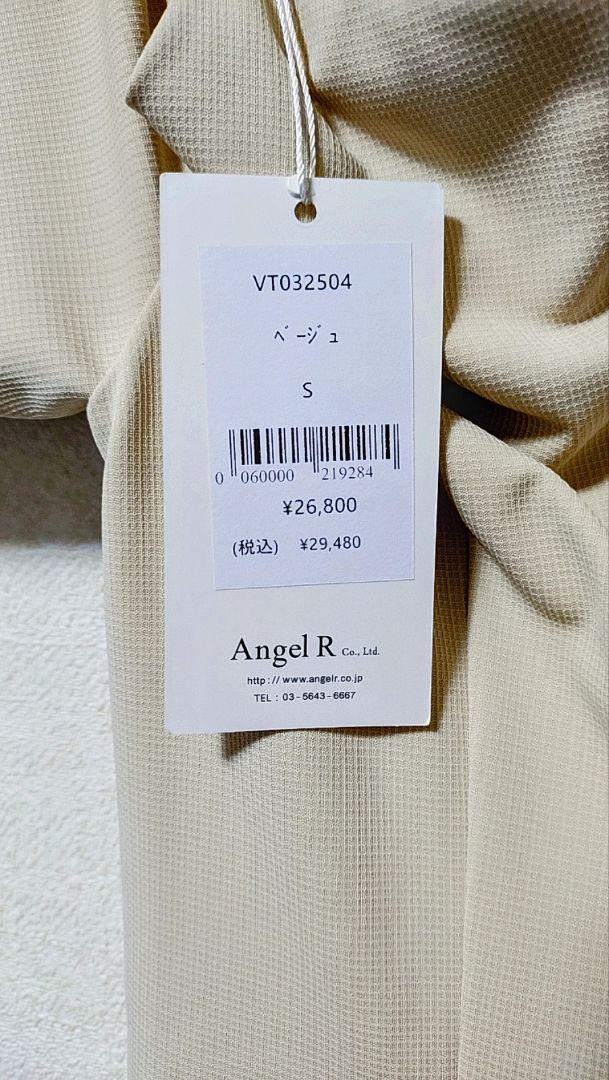 VT032504
ﾍﾞｰｼﾞｭ
S
0 060000 219284
¥26,800
(税込) ¥29,480
Angel R Co., Ltd.
http://www.angelr.co.jp
TEL : 03-5643-6667